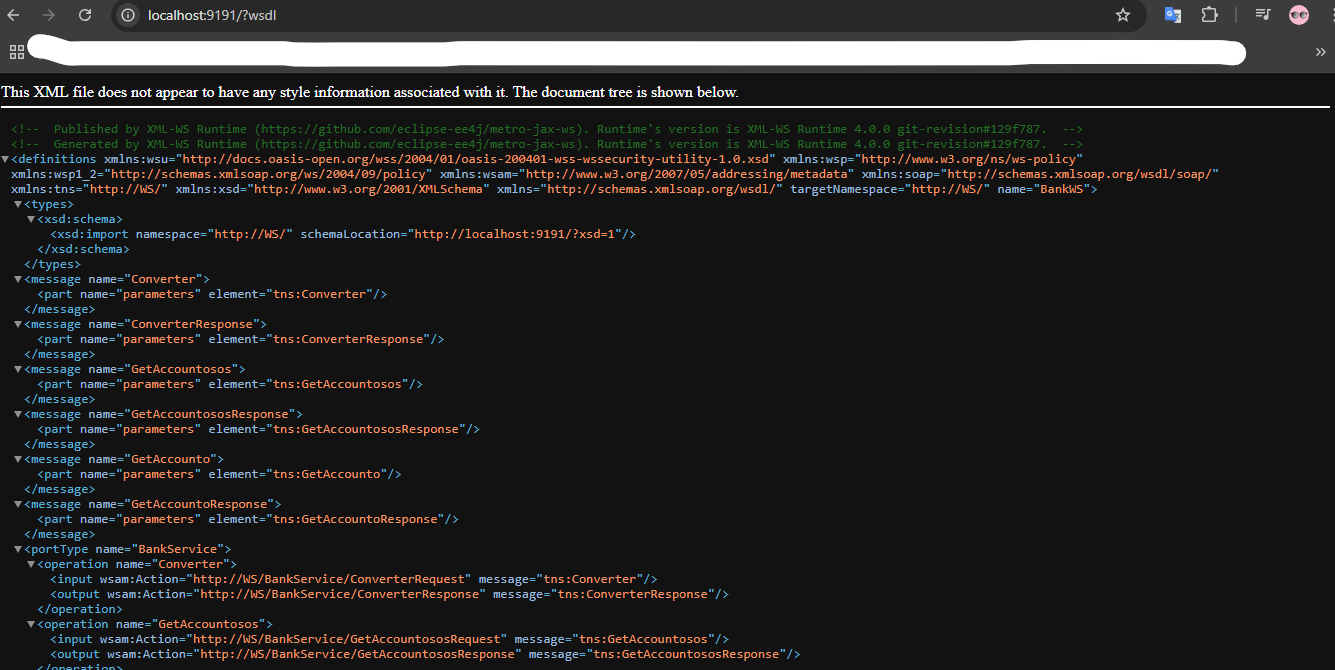 localhost:9191/?wsdl
This XML file does not appear to have any style information associated with it. The document tree is shown below.
<!-- Published by XML-WS Runtime (https://github.com/eclipse-ee4j/metro-jax-ws). Runtime's version is XML-WS Runtime 4.0.0 git-revision#129f787. -->
<!-- Generated by XML-WS Runtime (https://github.com/eclipse-ee4j/metro-jax-ws). Runtime's version is XML-WS Runtime 4.0.0 git-revision#129f787. -->
▼<definitions xmlns:wsu="http://docs.oasis-open.org/wss/2004/01/oasis-200401-wss-wssecurity-utility-1.0.xsd" xmlns:wsp="http://www.w3.org/ns/ws-policy"
xmlns:wsp1_2="http://schemas.xmlsoap.org/ws/2004/09/policy" xmlns:wsam="http://www.w3.org/2007/05/addressing/metadata" xmlns:soap="http://schemas.xmlsoap.org/wsdl/soap/"
xmlns:tns="http://WS/" xmlns:xsd="http://www.w3.org/2001/XMLSchema" xmlns="http://schemas.xmlsoap.org/wsdl/" targetNamespace="http://WS/" name="BankWS">
▼<types>
▼<xsd:schema>
<xsd:import namespace="http://WS/" schemaLocation="http://localhost:9191/?xsd=1"/>
</xsd:schema>
</types>
▼<message name="Converter">
<part name="parameters" element="tns:Converter"/>
</message>
▼<message name="ConverterResponse">
<part name="parameters" element="tns:ConverterResponse"/>
</message>
▼<message name="GetAccountosos">
<part name="parameters" element="tns:GetAccountosos"/>
</message>
▼<message name="GetAccountososResponse">
<part name="parameters" element="tns:GetAccountososResponse"/>
</message>
▼<message name="GetAccounto">
<part name="parameters" element="tns:GetAccounto"/>
</message>
▼<message name="GetAccountoResponse">
<part name="parameters" element="tns:GetAccountoResponse"/>
</message>
▼<portType name="BankService">
▼<operation name="Converter">
<input wsam:Action="http://WS/BankService/ConverterRequest" message="tns:Converter"/>
<output wsam:Action="http://WS/BankService/ConverterResponse" message="tns:ConverterResponse"/>
</operation>
▼<operation name="GetAccountosos">
<input wsam:Action="http://WS/BankService/GetAccountososRequest" message="tns:GetAccountosos"/>
<output wsam:Action="http://WS/BankService/GetAccountososResponse" message="tns:GetAccountososResponse"/>
</operation>